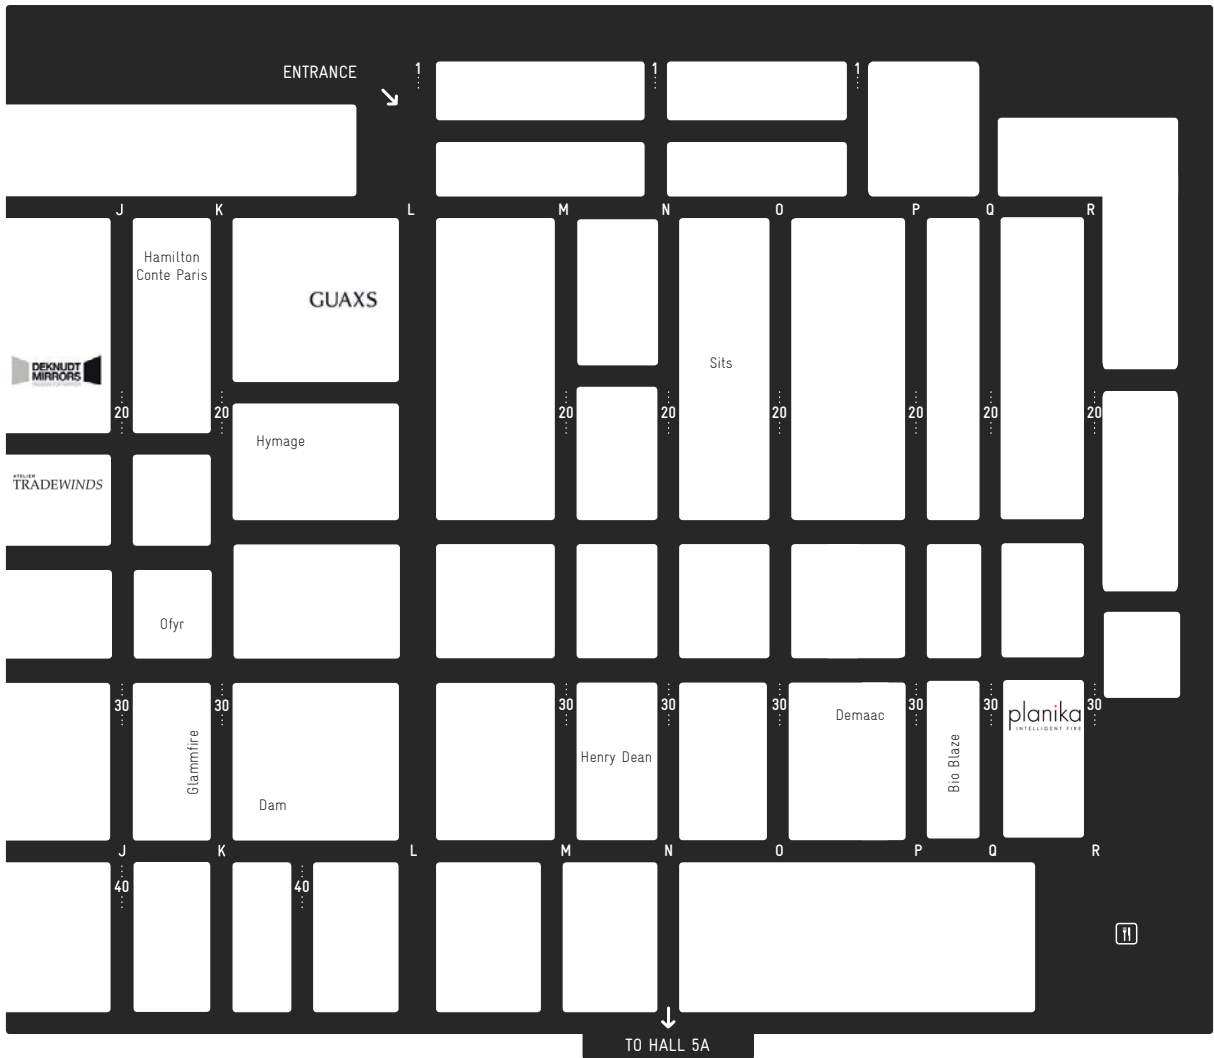 ENTRANCE
1
1
1
J
K
L
M
N
O
P
Q
R
Hamilton
Conte Paris
GUAXS
DEKNUDT
MIRRORS
Sits
20
20
20
20
20
20
20
20
Hymage
ATELIER
TRADEWINDS
Ofyr
30
30
30
30
30
30
30
30
Glammfire
Dam
Henry Dean
Demaac
Bio Blaze
planika
INTELLIGENT FIRE
J
K
L
M
N
O
P
Q
R
40
40
TO HALL 5A